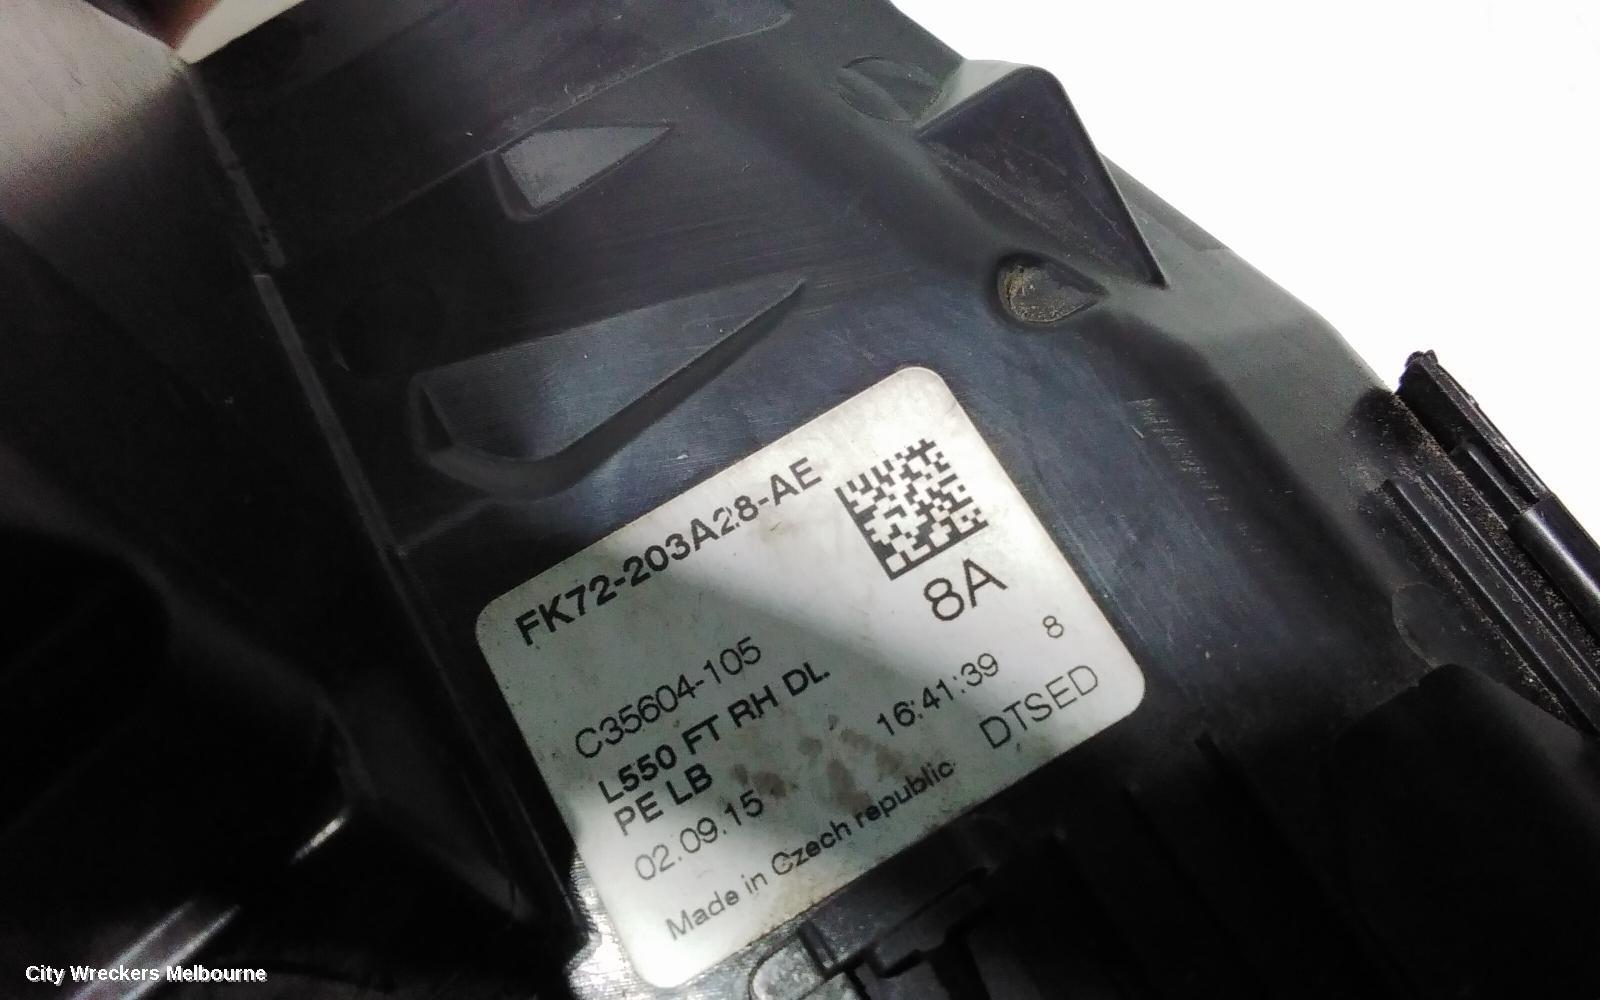 FK72-203A28-AE
8A
C35604-105
8
L550 FT RH DL
16:41:39
PE LB
DTSED
02.09.15
Made in Czech republic
City Wreckers Melbourne